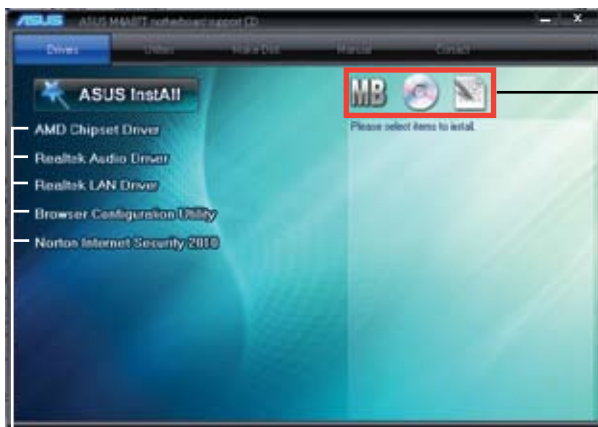 ASUS ASUS M4A87T motherboard support CD
Drivers Utilities Make Disk Manual Contact
ASUS InstAll
MB
Please select items to install.
AMD Chipset Driver
Realtek Audio Driver
Realtek LAN Driver
Browser Configuration Utility
Norton Internet Security 2010